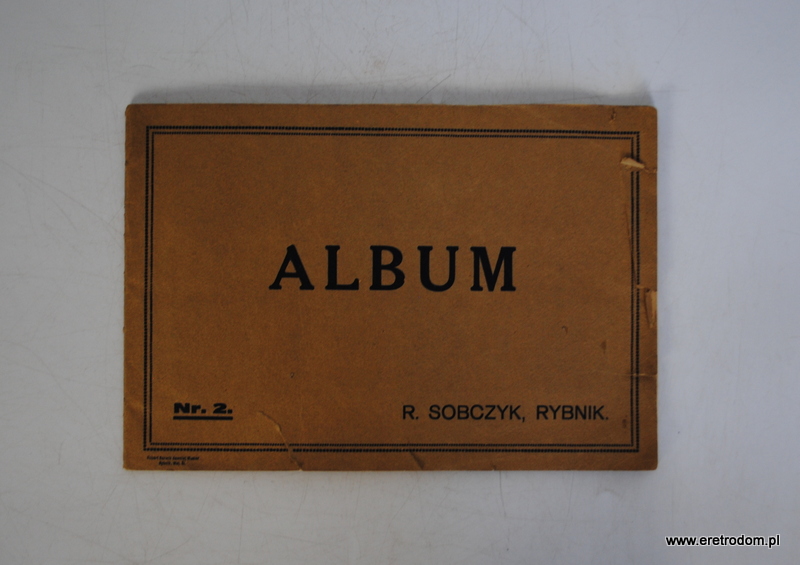 ALBUM
Nr. 2.
R. SOBCZYK, RYBNIK.
www.eretrodom.pl